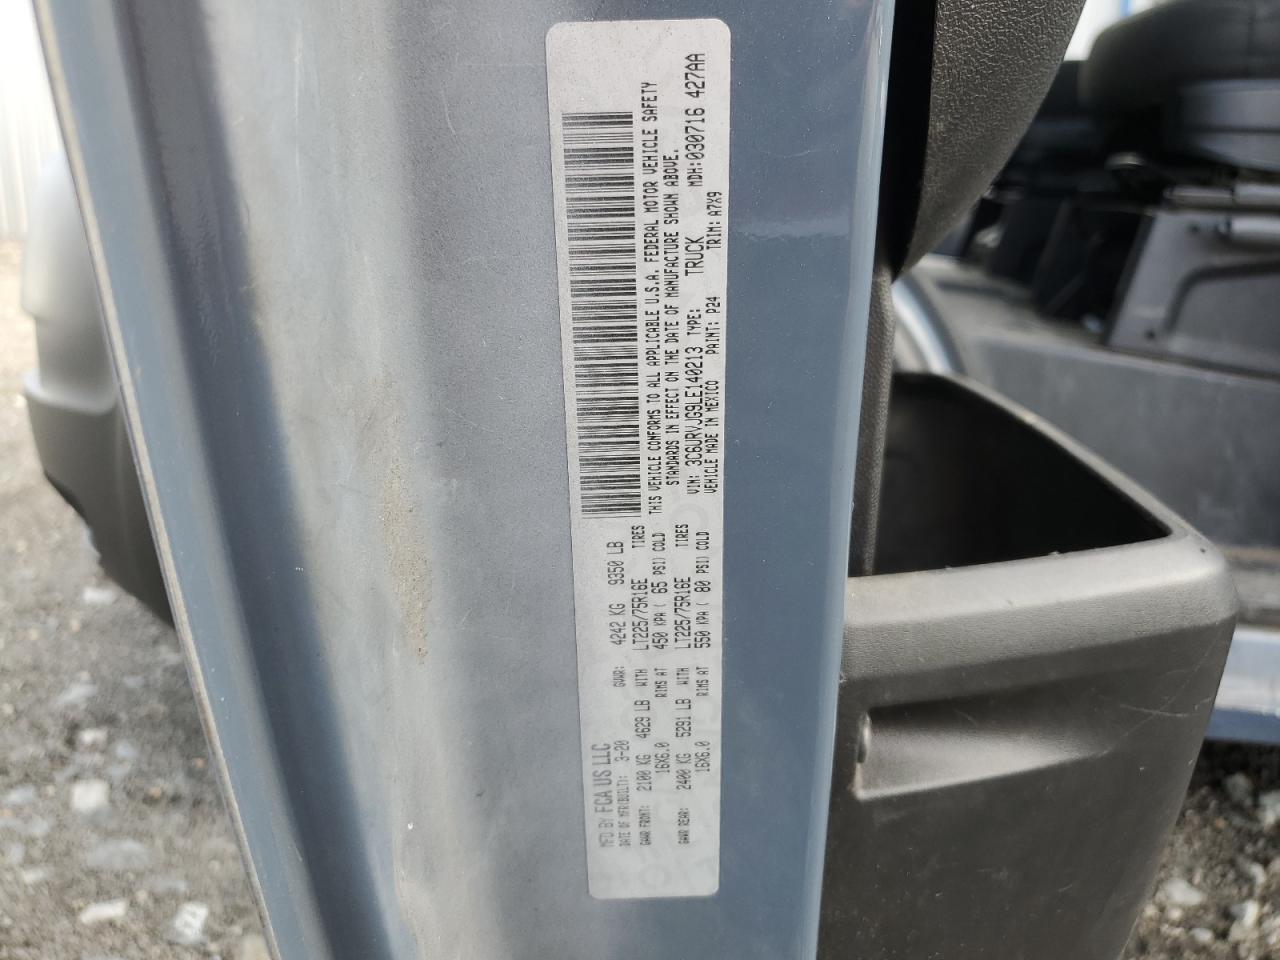 MFD BY FCA US LLC
DATE OF MFR(BUILT): 3-20 GVWR: 4242 KG 9350 LB
GAWR FRONT: 2100 KG 4629 LB WITH LT225/75R16E TIRES
16X6.0 RIMS AT 450 KPA ( 65 PSI) COLD
GAWR REAR: 2400 KG 5291 LB WITH LT225/75R16E TIRES
16X6.0 RIMS AT 550 KPA ( 80 PSI) COLD
THIS VEHICLE CONFORMS TO ALL APPLICABLE U.S.A. FEDERAL MOTOR VEHICLE SAFETY
STANDARDS IN EFFECT ON THE DATE OF MANUFACTURE SHOWN ABOVE.
VIN: 3C6URVJG9LE140213 TYPE: TRUCK MDH:030716 427AA
VEHICLE MADE IN MEXICO PAINT: P24 TRIM: A7X9